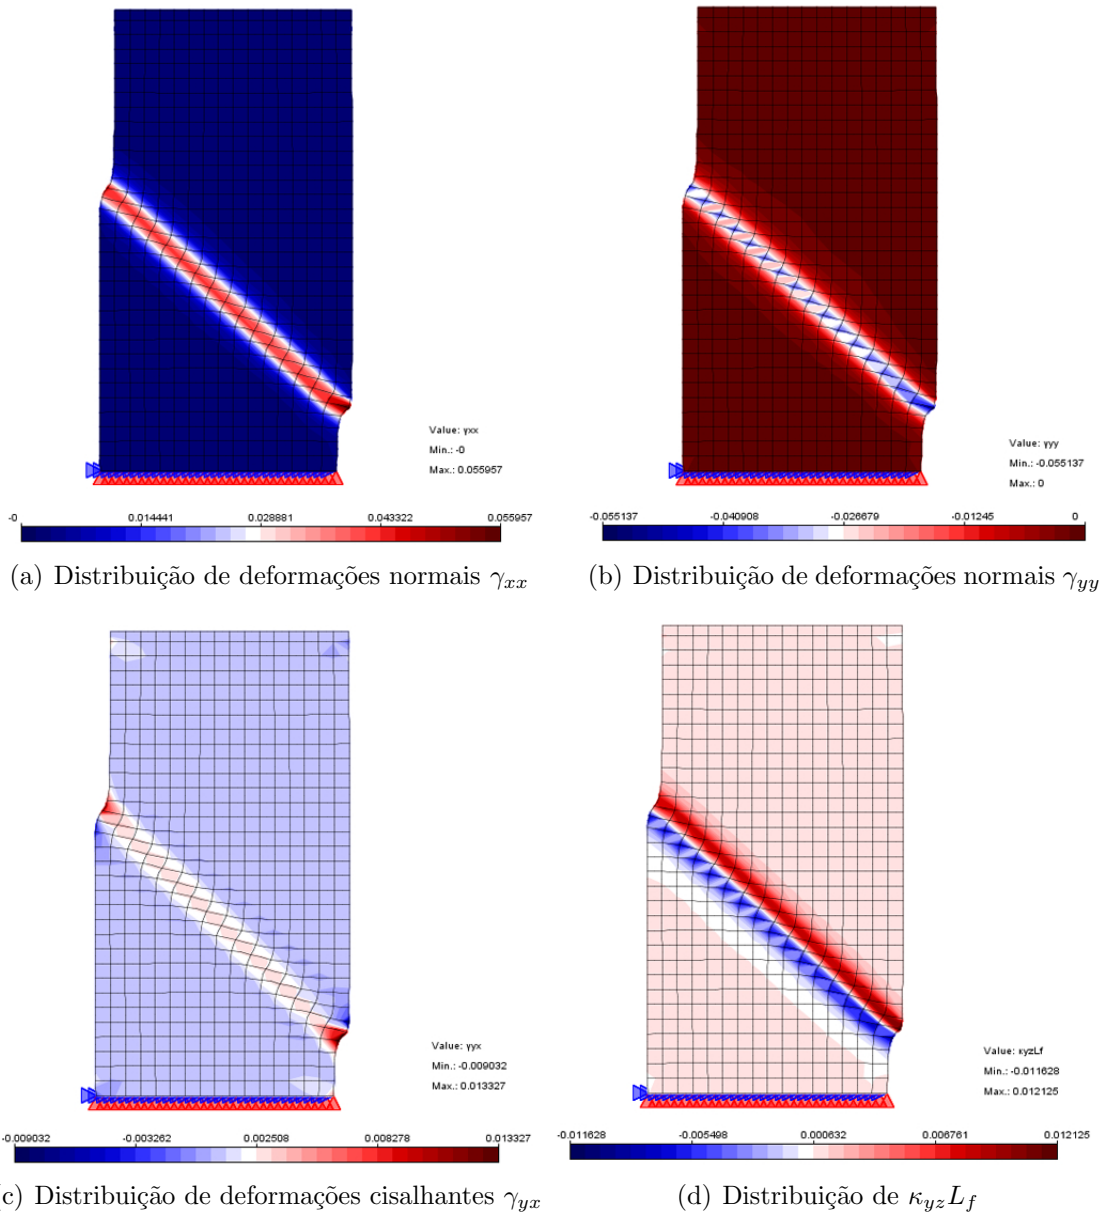 Value: γxx
Min.: -0
Max.: 0.055957
-0 0.014441 0.028881 0.043322 0.055957
(a) Distribuição de deformações normais γxx
Value: γyy
Min.: -0.055137
Max.: 0
-0.055137 -0.040908 -0.026679 -0.01245 0
(b) Distribuição de deformações normais γyy
Value: γyx
Min.: -0.009032
Max.: 0.013327
-0.009032 -0.003262 0.002508 0.008278 0.013327
c) Distribuição de deformações cisalhantes γyx
Value: κyzLf
Min.: -0.011628
Max.: 0.012125
-0.011628 -0.005498 0.000632 0.006761 0.012125
(d) Distribuição de κyzLf